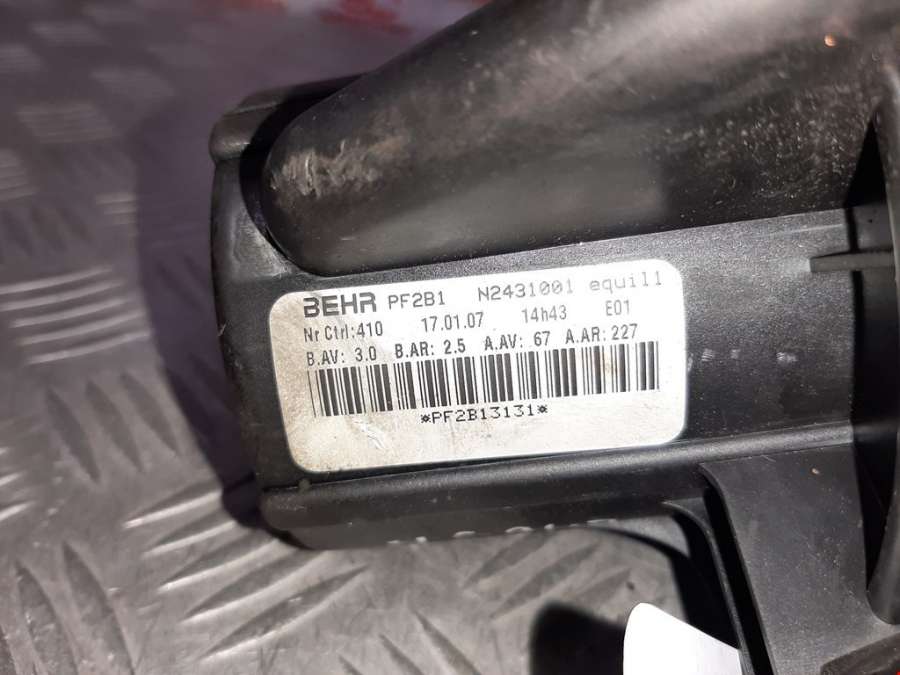 BEHR PF2B1 N2431001 equil1
Nr Ctrl:410 17.01.07 14h43 E01
B.AV: 3.0 B.AR: 2.5 A.AV: 67 A.AR: 227
*PF2B13131*